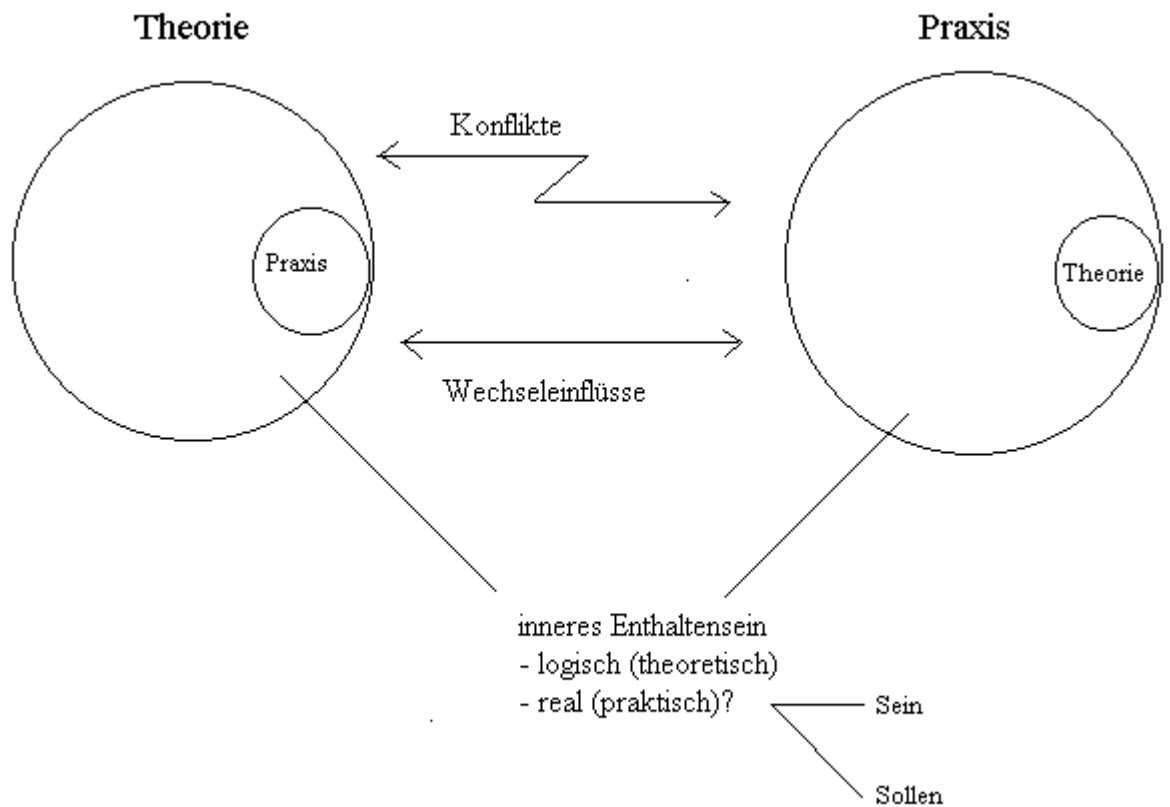 Theorie
Praxis
Konflikte
Praxis
Theorie
Wechseleinflüsse
inneres Enthaltensein
- logisch (theoretisch)
- real (praktisch)?
Sein
Sollen